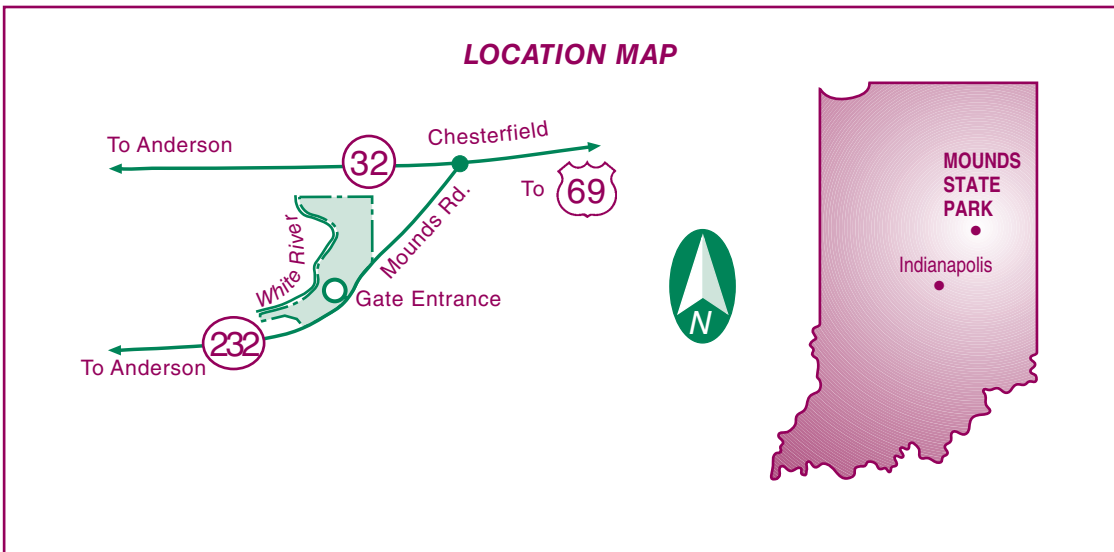 LOCATION MAP
To Anderson
32
Chesterfield
To 69
MOUNDS
STATE
PARK
Indianapolis
White River
Mounds Rd.
Gate Entrance
N
232
To Anderson